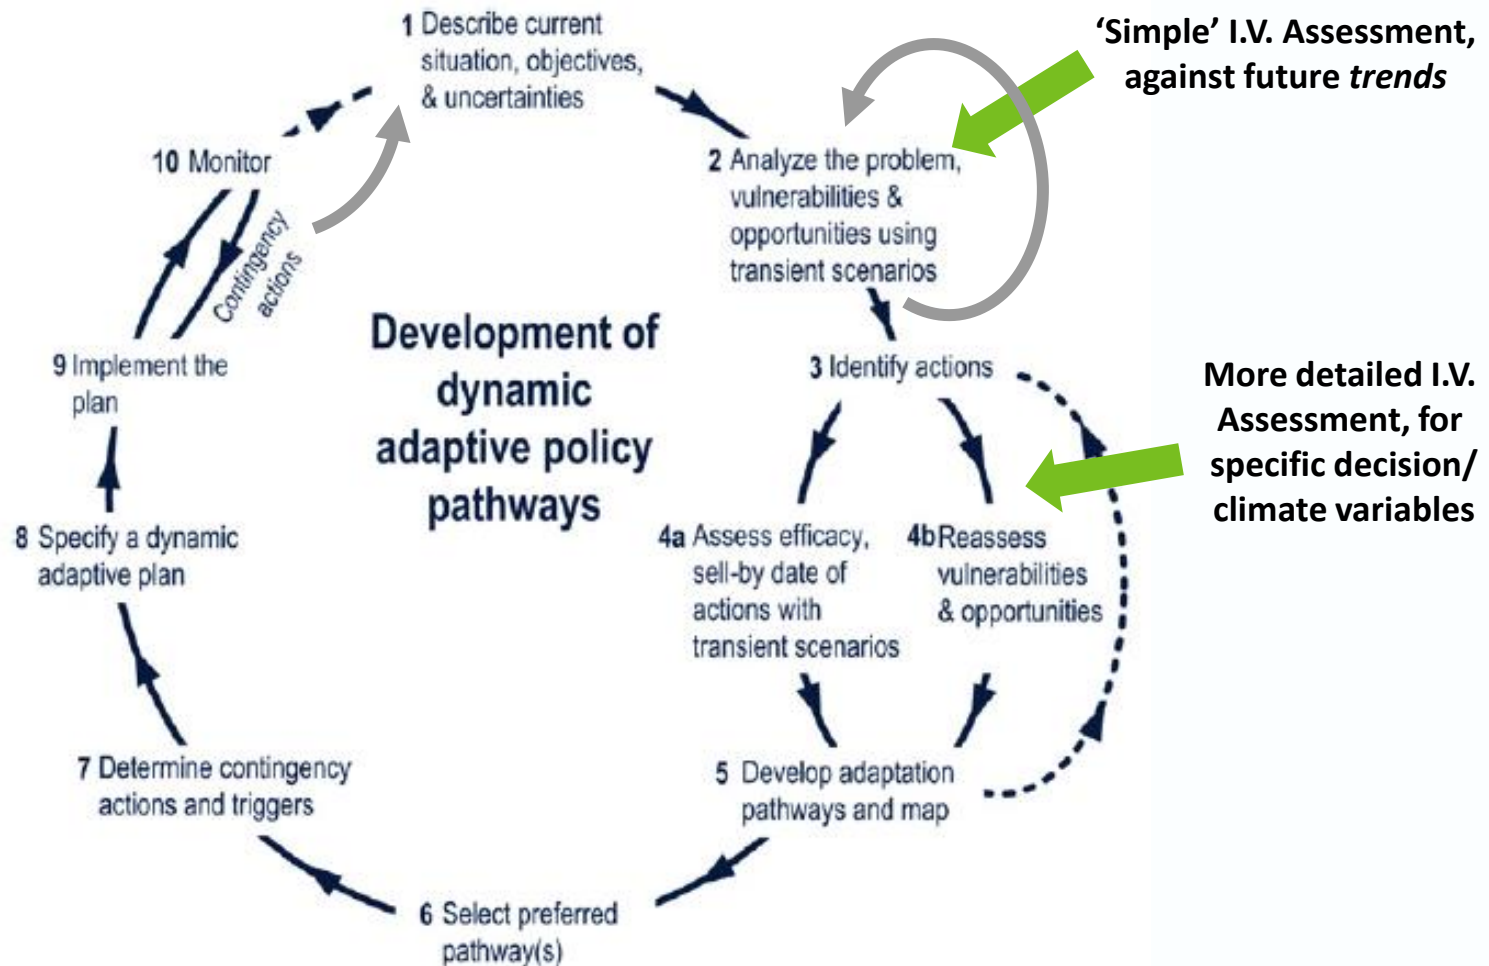 1 Describe current
situation, objectives,
& uncertainties
'Simple' I.V. Assessment,
against future trends
10 Monitor
2 Analyze the problem,
vulnerabilities &
opportunities using
transient scenarios
Contingency
actions
Development of
dynamic
adaptive policy
pathways
9 Implement the
plan
3 Identify actions
More detailed I.V.
Assessment, for
specific decision/
climate variables
8 Specify a dynamic
adaptive plan
4a Assess efficacy,
sell-by date of
actions with
transient scenarios
4b Reassess
vulnerabilities
& opportunities
7 Determine contingency
actions and triggers
5 Develop adaptation
pathways and map
6 Select preferred
pathway(s)